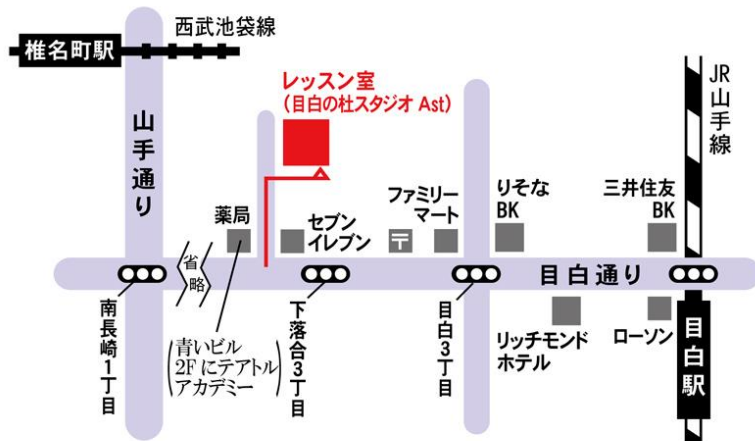 西武池袋線
椎名町駅
レッスン室
(目白の杜スタジオ Ast)
JR山手線
山手通り
薬局
セブン
イレブン
〒
ファミリー
マート
りそな
BK
三井住友
BK
省略
目白通り
南長崎1丁目
(青いビル
2Fにテアトル
アカデミー)
下落合3丁目
目白3丁目
リッチモンド
ホテル
ローソン
目白駅